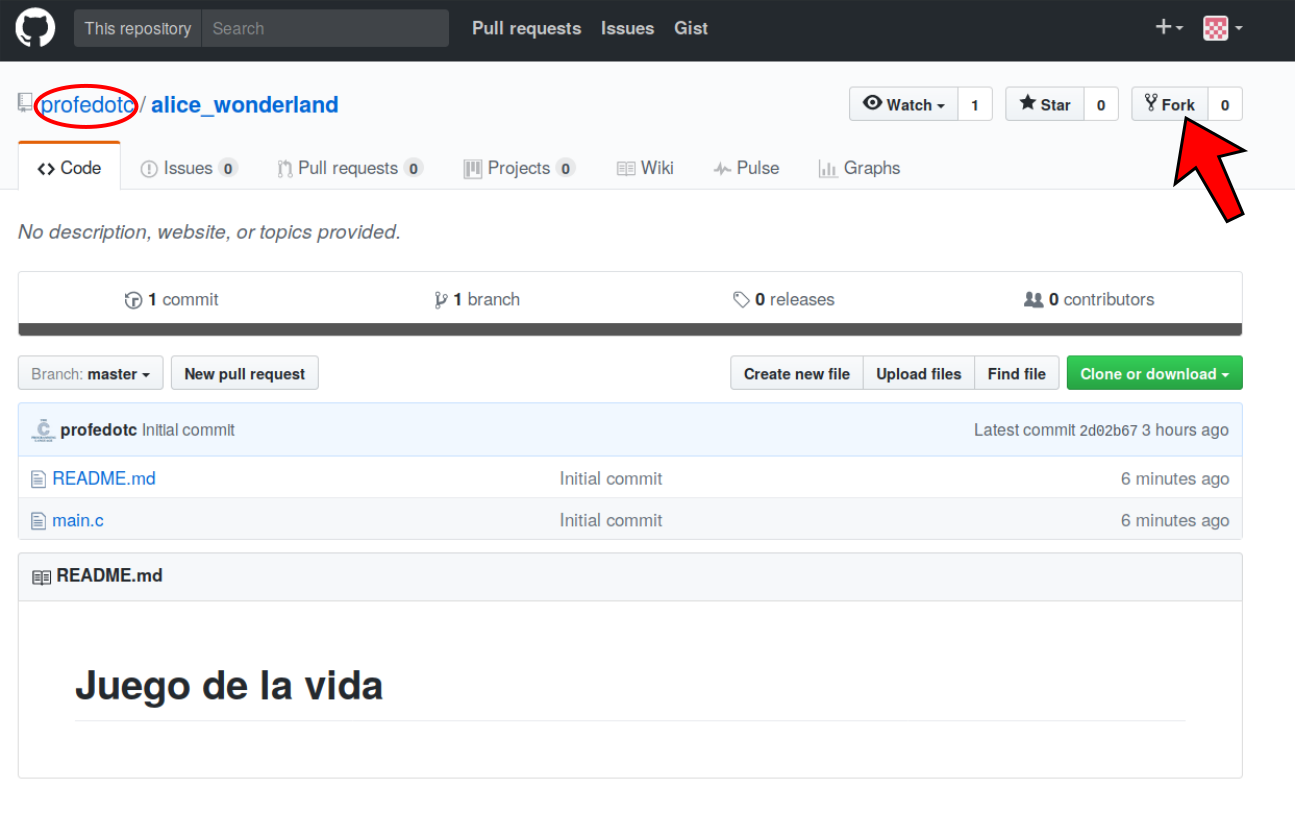 This repository Search Pull requests Issues Gist
profedotc / alice_wonderland Watch 1 Star 0 Fork 0
Code Issues 0 Pull requests 0 Projects 0 Wiki Pulse Graphs
No description, website, or topics provided.
1 commit 1 branch 0 releases 0 contributors
Branch: master New pull request Create new file Upload files Find file Clone or download
profedotc Initial commit Latest commit 2d02b67 3 hours ago
README.md Initial commit 6 minutes ago
main.c Initial commit 6 minutes ago
README.md
Juego de la vida